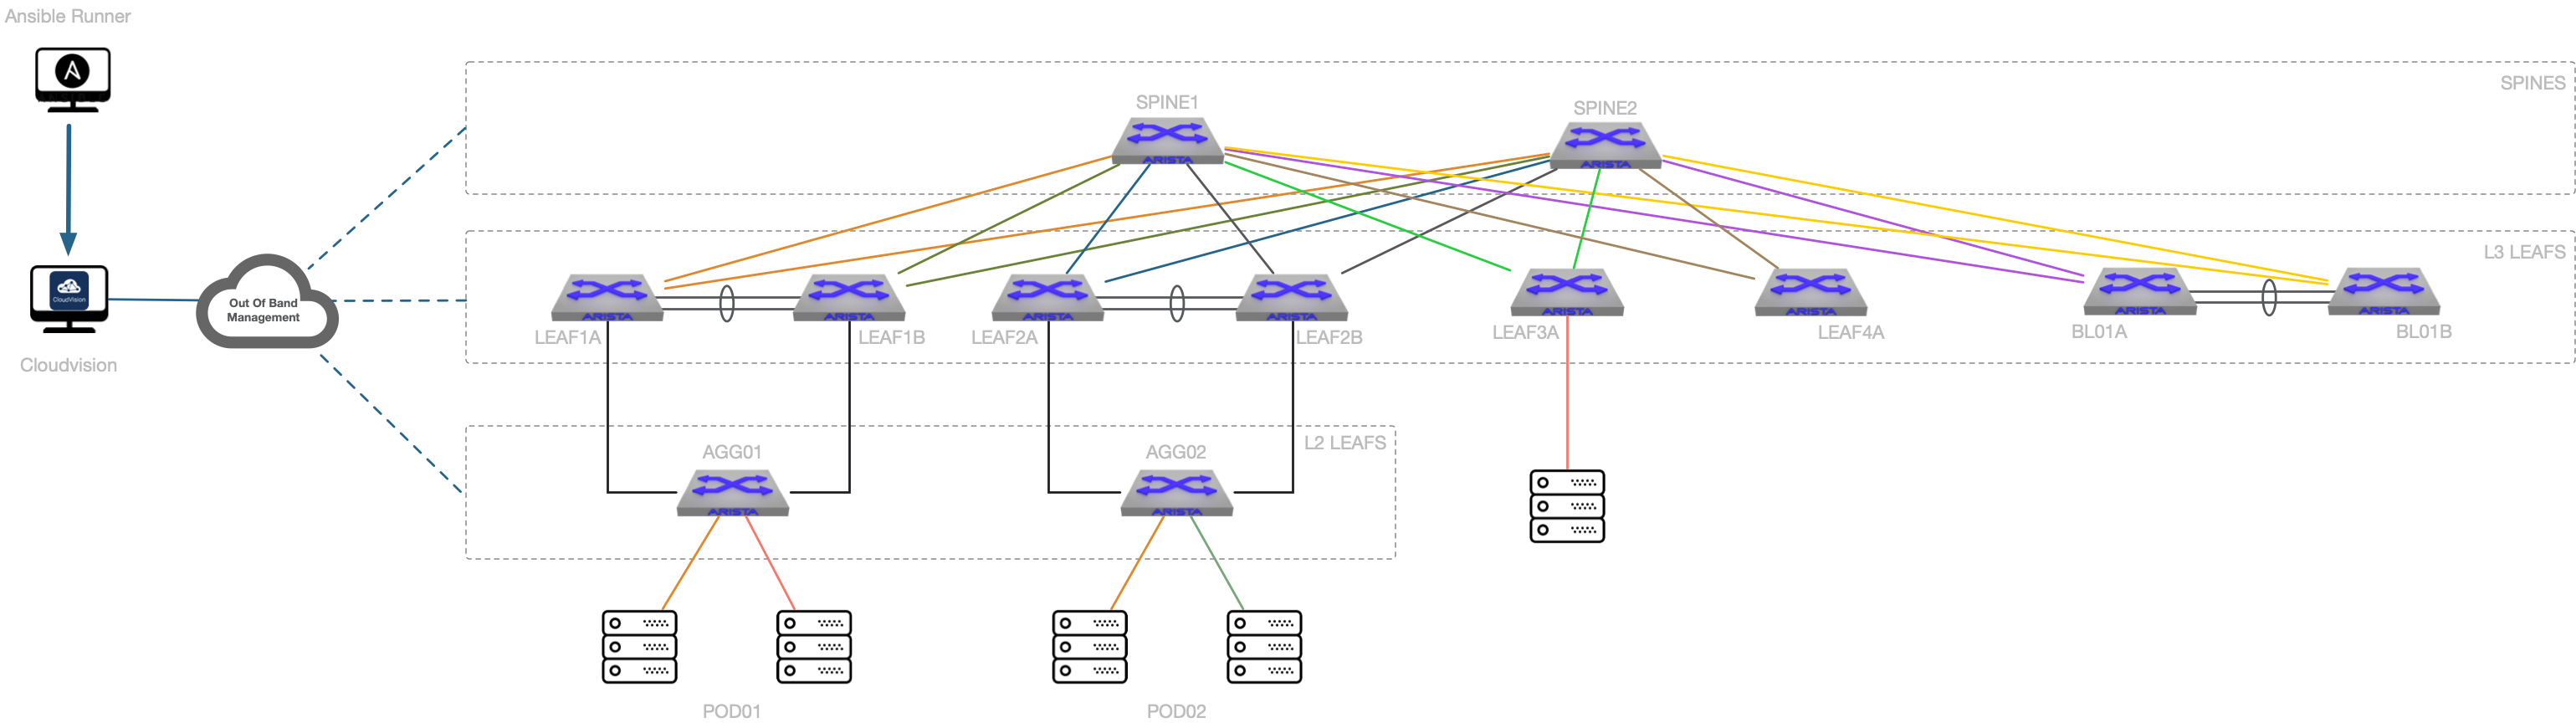 Ansible Runner
SPINES
SPINE1
SPINE2
ARISTA
ARISTA
L3 LEAFS
CloudVision
Out Of Band
Management
ARISTA
ARISTA
ARISTA
ARISTA
ARISTA
ARISTA
ARISTA
ARISTA
LEAF1A
LEAF1B
LEAF2A
LEAF2B
LEAF3A
LEAF4A
BL01A
BL01B
Cloudvision
L2 LEAFS
AGG01
AGG02
ARISTA
ARISTA
POD01
POD02